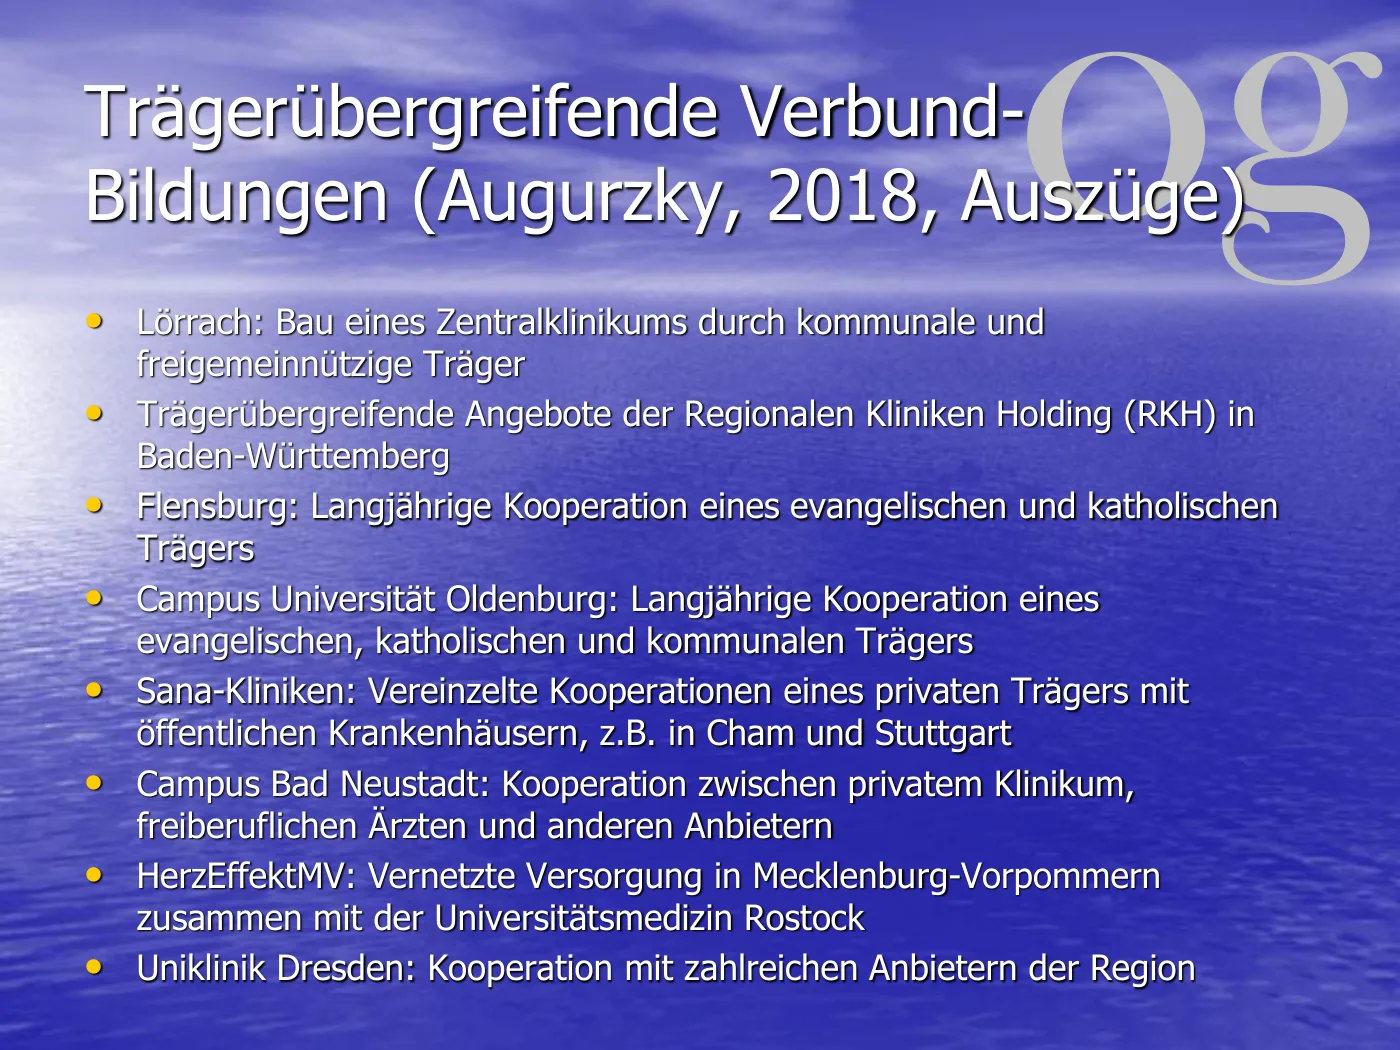 og
Trägerübergreifende Verbund-
Bildungen (Augurzky, 2018, Auszüge)
• Lörrach: Bau eines Zentralklinikums durch kommunale und
freigemeinnützige Träger
• Trägerübergreifende Angebote der Regionalen Kliniken Holding (RKH) in
Baden-Württemberg
• Flensburg: Langjährige Kooperation eines evangelischen und katholischen
Trägers
• Campus Universität Oldenburg: Langjährige Kooperation eines
evangelischen, katholischen und kommunalen Trägers
• Sana-Kliniken: Vereinzelte Kooperationen eines privaten Trägers mit
öffentlichen Krankenhäusern, z.B. in Cham und Stuttgart
• Campus Bad Neustadt: Kooperation zwischen privatem Klinikum,
freiberuflichen Ärzten und anderen Anbietern
• HerzEffektMV: Vernetzte Versorgung in Mecklenburg-Vorpommern
zusammen mit der Universitätsmedizin Rostock
• Uniklinik Dresden: Kooperation mit zahlreichen Anbietern der Region